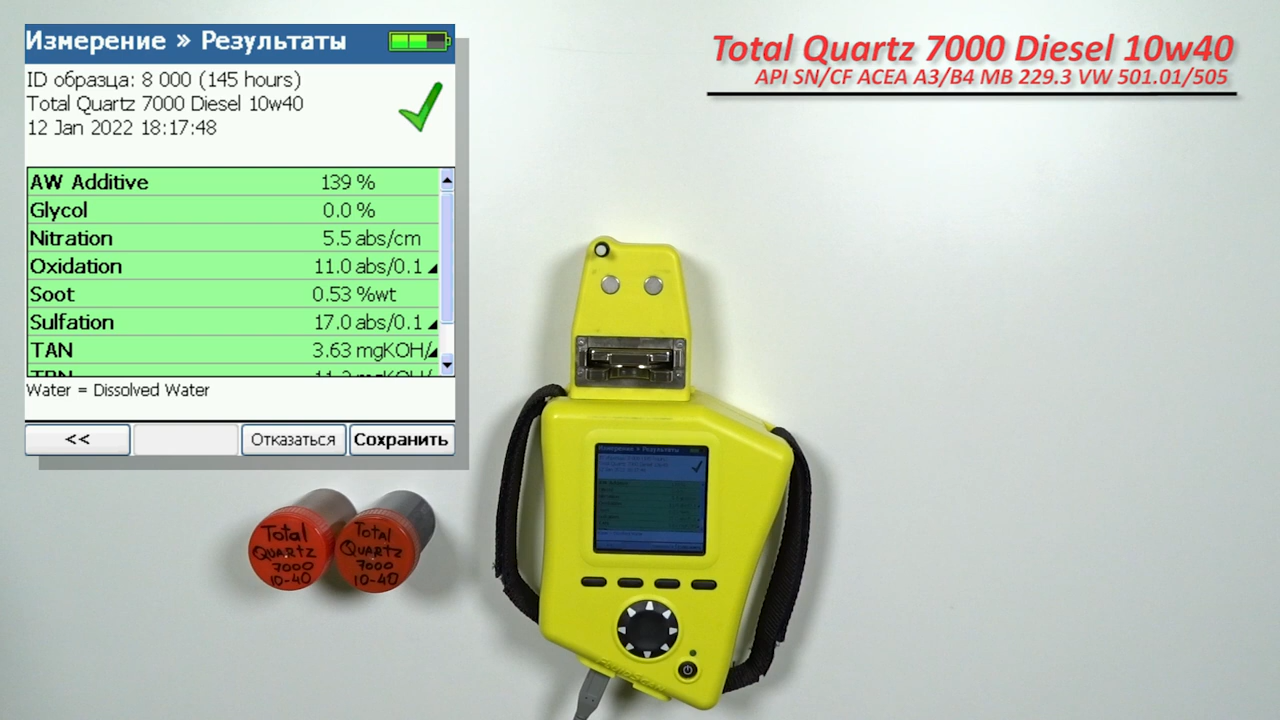 Измерение » Результаты
ID образца: 8 000 (145 hours)
Total Quartz 7000 Diesel 10w40
12 Jan 2022 18:17:48
AW Additive 139 %
Glycol 0.0 %
Nitration 5.5 abs/cm
Oxidation 11.0 abs/0.1
Soot 0.53 %wt
Sulfation 17.0 abs/0.1
TAN 3.63 mgKOH/
Water = Dissolved Water
<<
Отказаться
Сохранить
Total Quartz 7000 Diesel 10w40
API SN/CF ACEA A3/B4 MB 229.3 VW 501.01/505
Total
QUARTZ
7000
10-40
Total
QUARTZ
7000
10-40
Измерение » Результаты